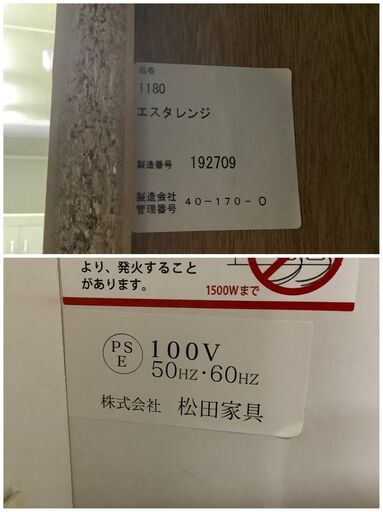 品名
1180
エスタレンジ
製造番号 192709
製造会社
管理番号 40-170-0
より、発火すること
があります。
1500Wまで
PS
E
100V
50HZ・60HZ
株式会社 松田家具